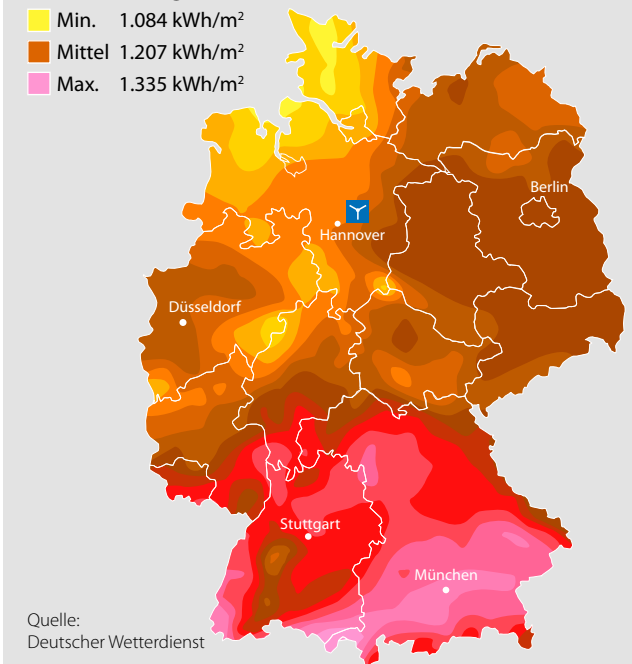 Min. 1.084 kWh/m²
Mittel 1.207 kWh/m²
Max. 1.335 kWh/m²
Berlin
Hannover
Düsseldorf
Stuttgart
München
Quelle:
Deutscher Wetterdienst